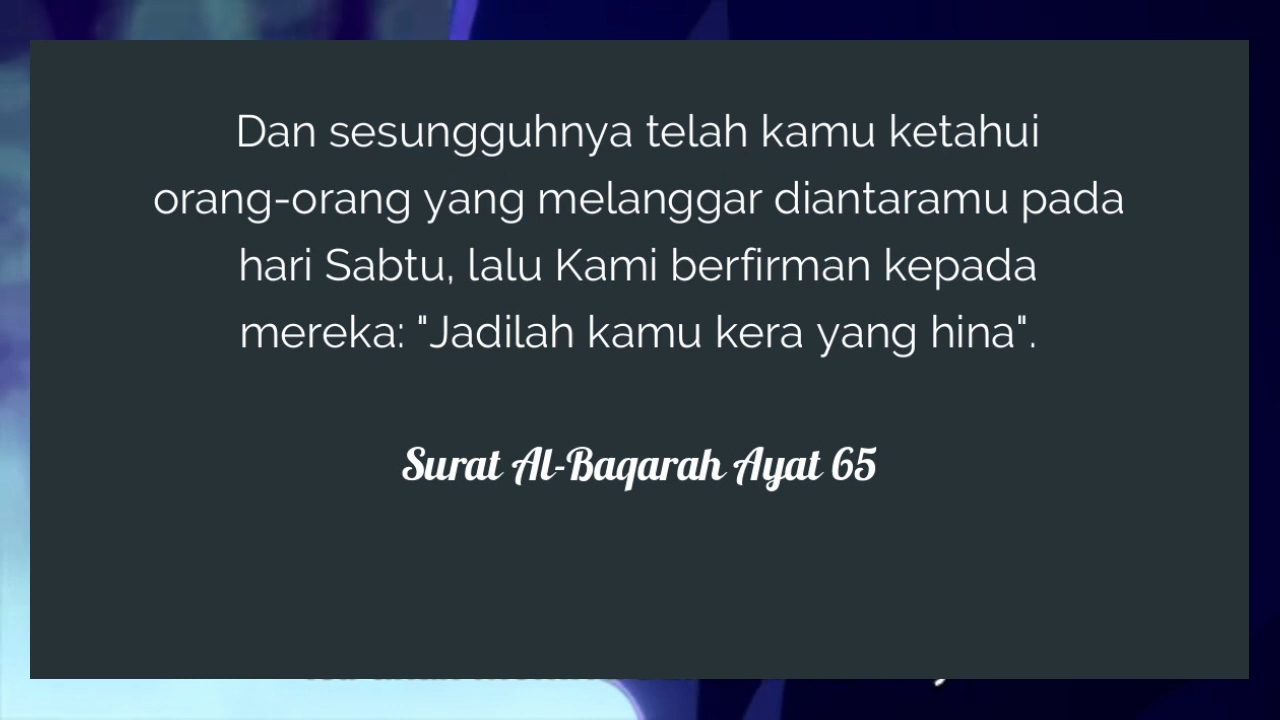 Dan sesungguhnya telah kamu ketahui
orang-orang yang melanggar diantaramu pada
hari Sabtu, lalu Kami berfirman kepada
mereka: "Jadilah kamu kera yang hina".
Surat Al-Baqarah Ayat 65